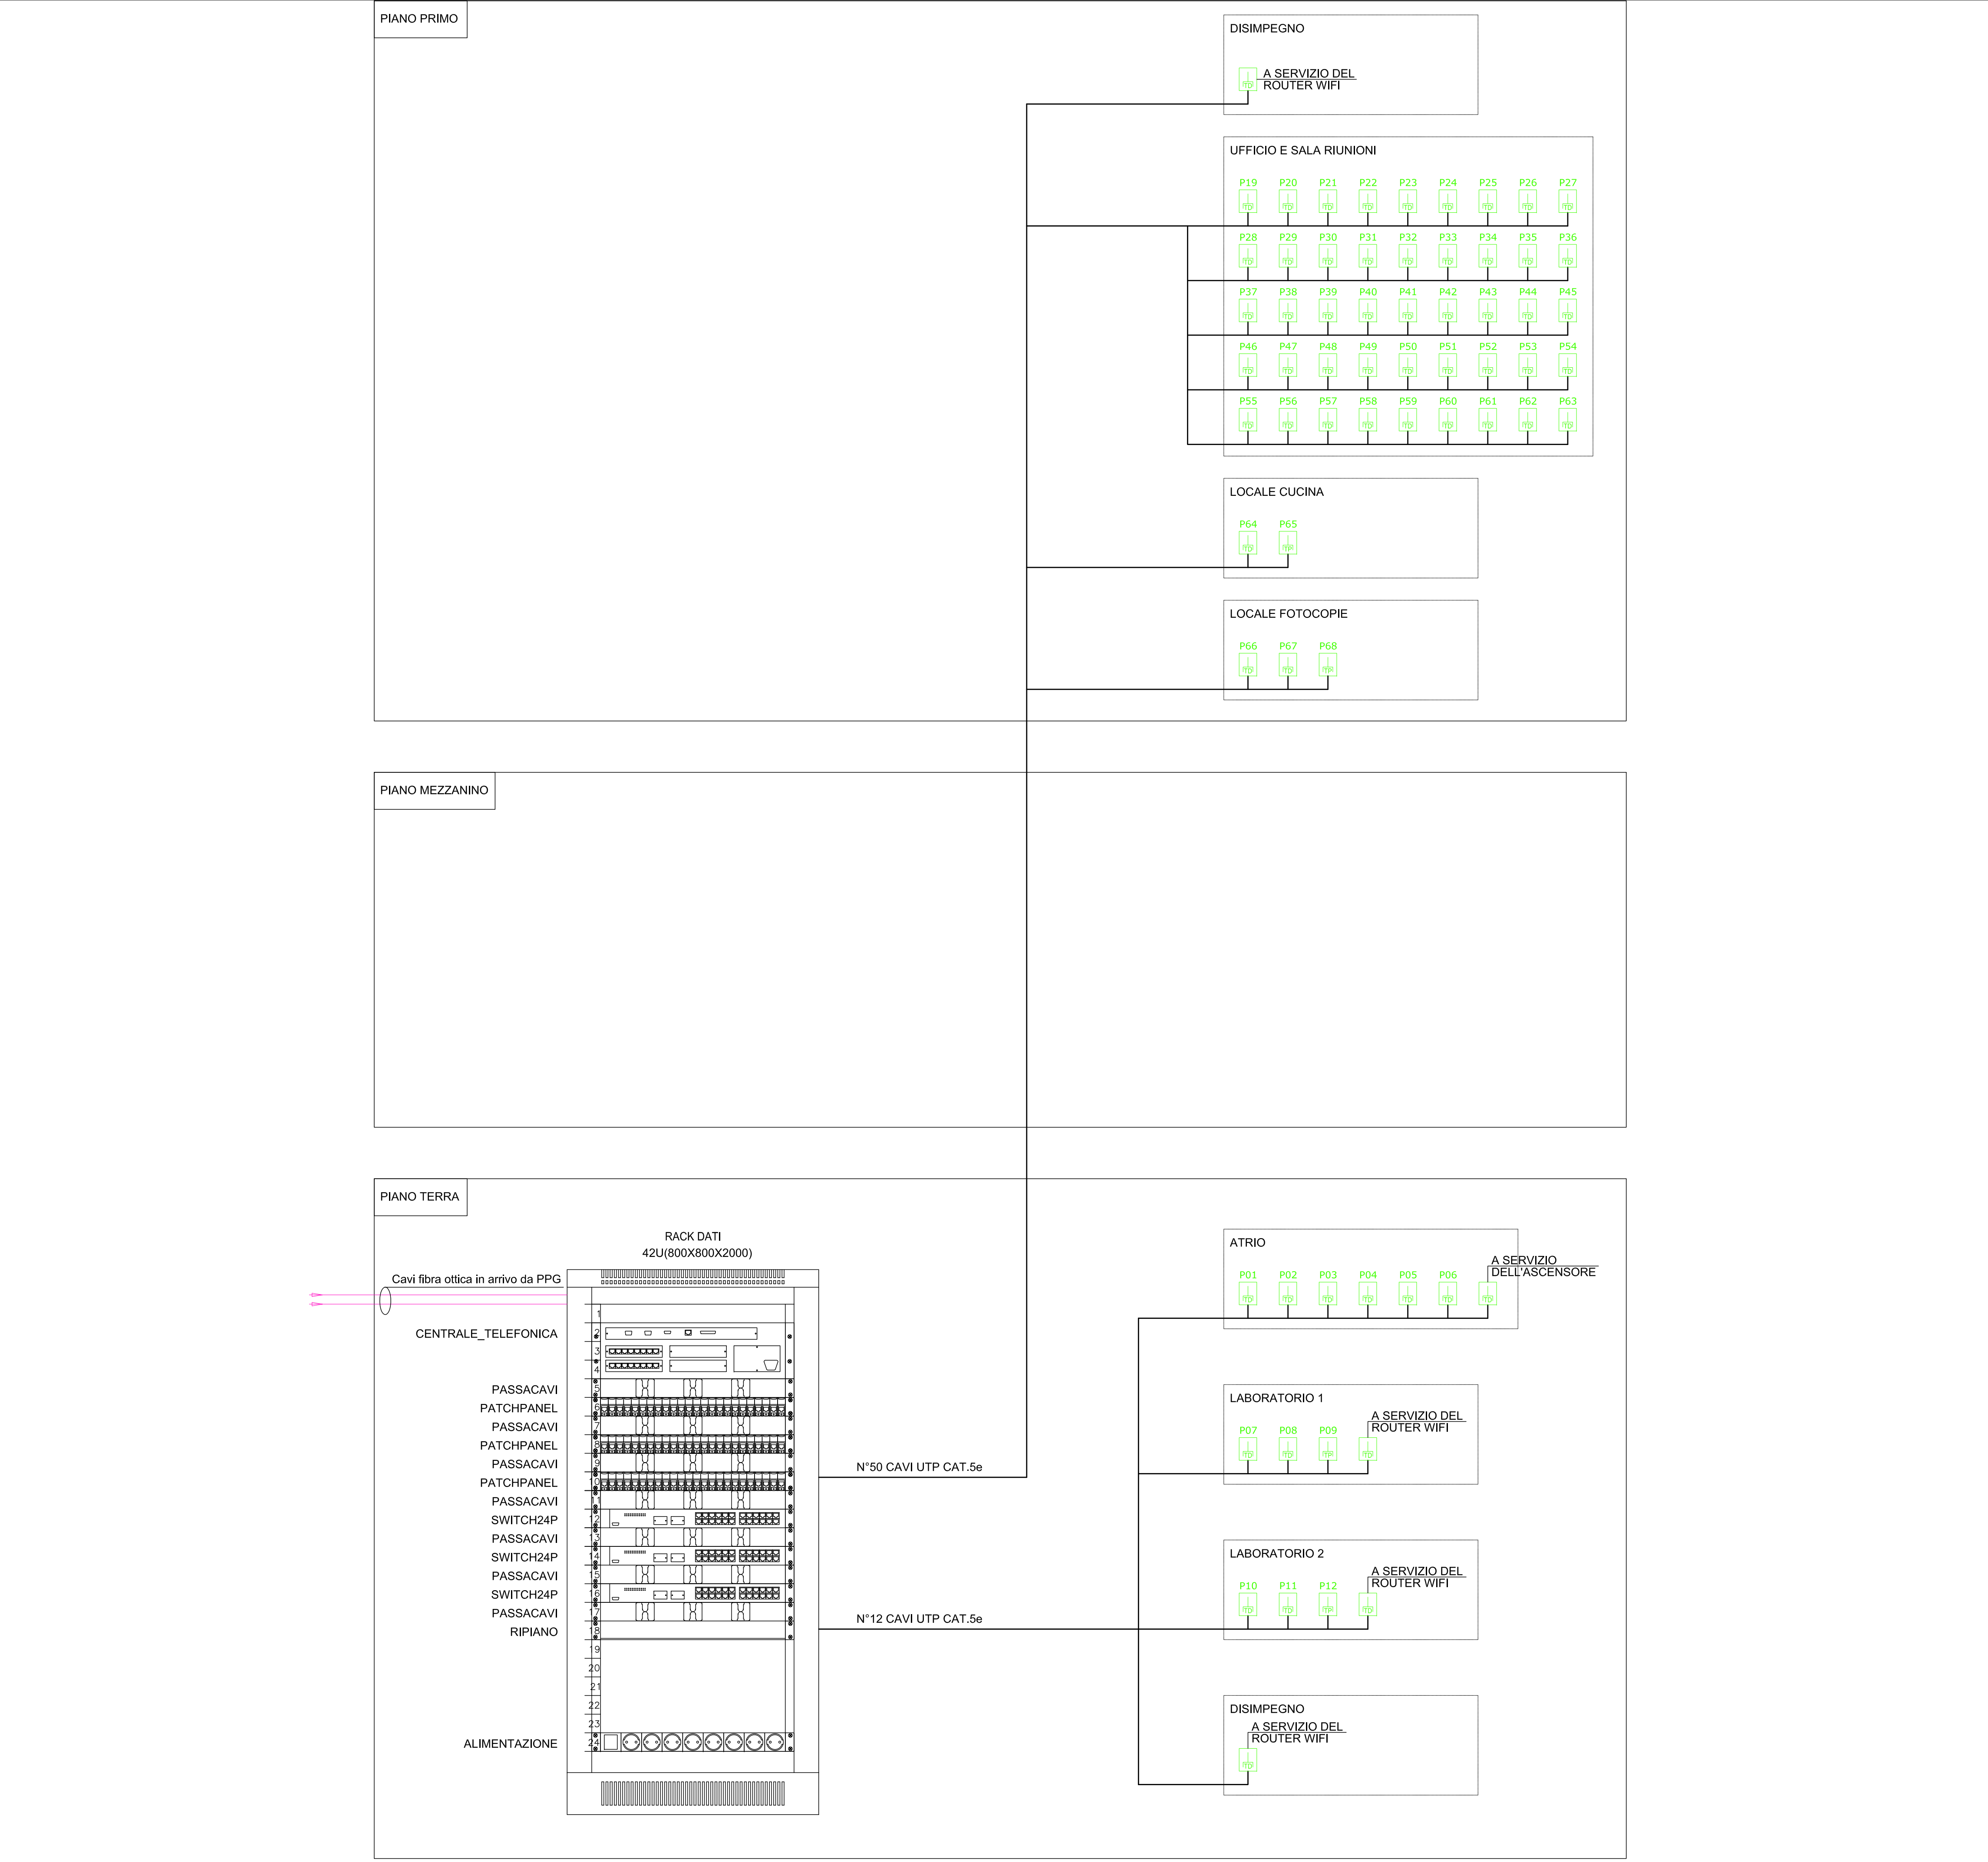 PIANO PRIMO
DISIMPEGNO
A SERVIZIO DEL
ROUTER WIFI
UFFICIO E SALA RIUNIONI
P19 P20 P21 P22 P23 P24 P25 P26 P27
P28 P29 P30 P31 P32 P33 P34 P35 P36
P37 P38 P39 P40 P41 P42 P43 P44 P45
P46 P47 P48 P49 P50 P51 P52 P53 P54
P55 P56 P57 P58 P59 P60 P61 P62 P63
LOCALE CUCINA
P64 P65
LOCALE FOTOCOPIE
P66 P67 P68
PIANO MEZZANINO
PIANO TERRA
RACK DATI
42U(800X800X2000)
Cavi fibra ottica in arrivo da PPG
1
CENTRALE_TELEFONICA 2
3
4
PASSACAVI 5
PATCHPANEL 6
PASSACAVI 7
PATCHPANEL 8
PASSACAVI 9
PATCHPANEL 10
PASSACAVI 11
SWITCH24P 12
PASSACAVI 13
SWITCH24P 14
PASSACAVI 15
SWITCH24P 16
PASSACAVI 17
RIPIANO 18
19
20
21
22
23
ALIMENTAZIONE 24
N°50 CAVI UTP CAT.5e
N°12 CAVI UTP CAT.5e
ATRIO
A SERVIZIO
DELL'ASCENSORE
P01 P02 P03 P04 P05 P06
LABORATORIO 1
A SERVIZIO DEL
ROUTER WIFI
P07 P08 P09
LABORATORIO 2
A SERVIZIO DEL
ROUTER WIFI
P10 P11 P12
DISIMPEGNO
A SERVIZIO DEL
ROUTER WIFI